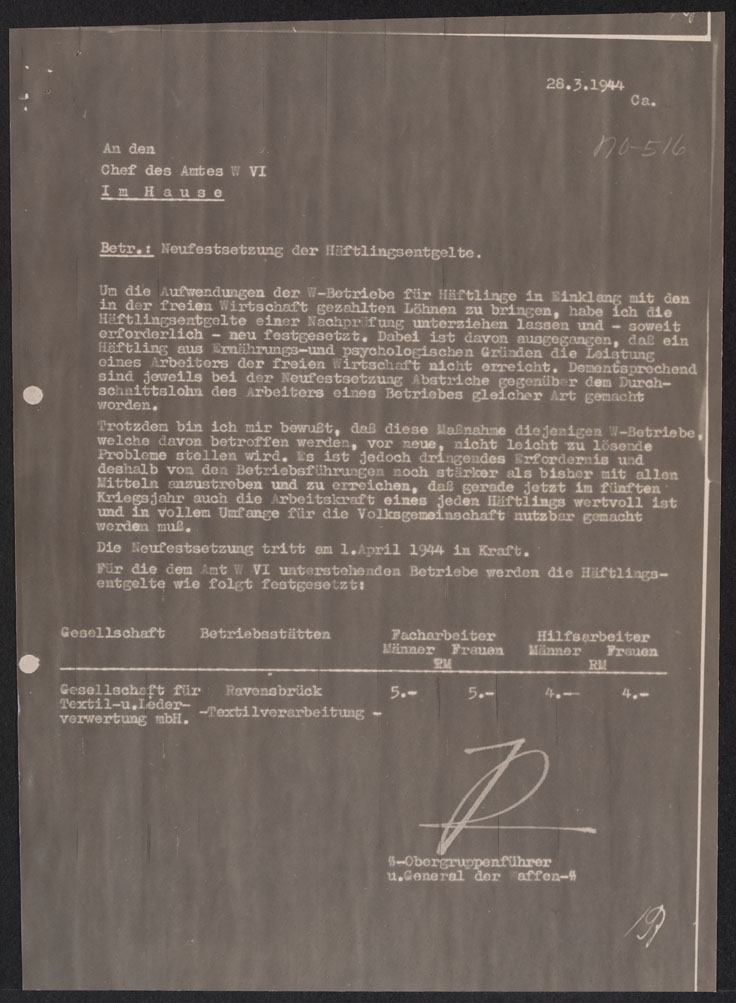 28.3.1944
Ca.
NO-516
An den
Chef des Amtes W VI
I m  H a u s e
Betr.: Neufestsetzung der Häftlingsentgelte.
Um die Aufwendungen der W-Betriebe für Häftlinge in Einklang mit den
in der freien Wirtschaft gezahlten Löhnen zu bringen, habe ich die
Häftlingsentgelte einer Nachprüfung unterziehen lassen und - soweit
erforderlich - neu festgesetzt. Dabei ist davon ausgegangen, daß ein
Häftling aus Ernährungs-und psychologischen Gründen die Leistung
eines Arbeiters der freien Wirtschaft nicht erreicht. Dementsprechend
sind jeweils bei der Neufestsetzung Abstriche gegenüber dem Durch-
schnittslohn des Arbeiters eines Betriebes gleicher Art gemacht
worden.
Trotzdem bin ich mir bewußt, daß diese Maßnahme diejenigen W-Betriebe,
welche davon betroffen werden, vor neue, nicht leicht zu lösende
Probleme stellen wird. Es ist jedoch dringendes Erfordernis und
deshalb von den Betriebsführungen noch stärker als bisher mit allen
Mitteln anzustreben und zu erreichen, daß gerade jetzt im fünften
Kriegsjahr auch die Arbeitskraft eines jeden Häftlings wertvoll ist
und in vollem Umfange für die Volksgemeinschaft nutzbar gemacht
werden muß.
Die Neufestsetzung tritt am 1.April 1944 in Kraft.
Für die dem Amt W VI unterstehenden Betriebe werden die Häftlings-
entgelte wie folgt festgesetzt:
Gesellschaft Betriebsstätten Facharbeiter Hilfsarbeiter
Männer Frauen Männer Frauen
RM RM
Gesellschaft für Ravensbrück 5.- 5.- 4.- 4.-
Textil-u.Leder-
verwertung mbH. -Textilverarbeitung -
ᛋᛋ-Obergruppenführer
u.General der Waffen-ᛋᛋ